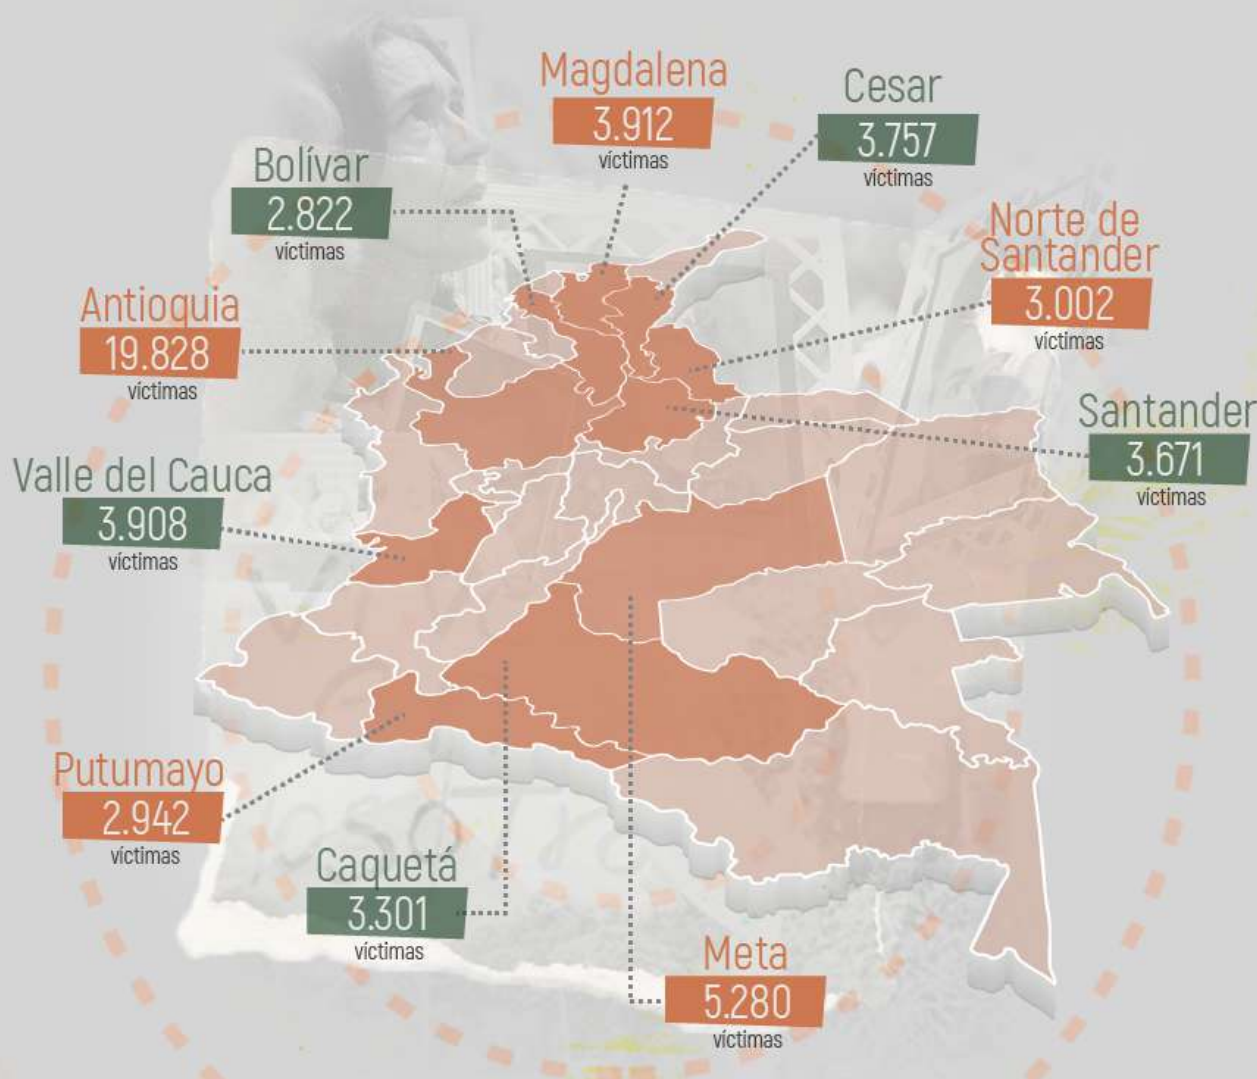 Magdalena
3.912
víctimas
Cesar
3.757
víctimas
Bolívar
2.822
víctimas
Norte de
Santander
3.002
víctimas
Antioquia
19.828
víctimas
Santander
3.671
víctimas
Valle del Cauca
3.908
víctimas
Putumayo
2.942
víctimas
Caquetá
3.301
víctimas
Meta
5.280
víctimas